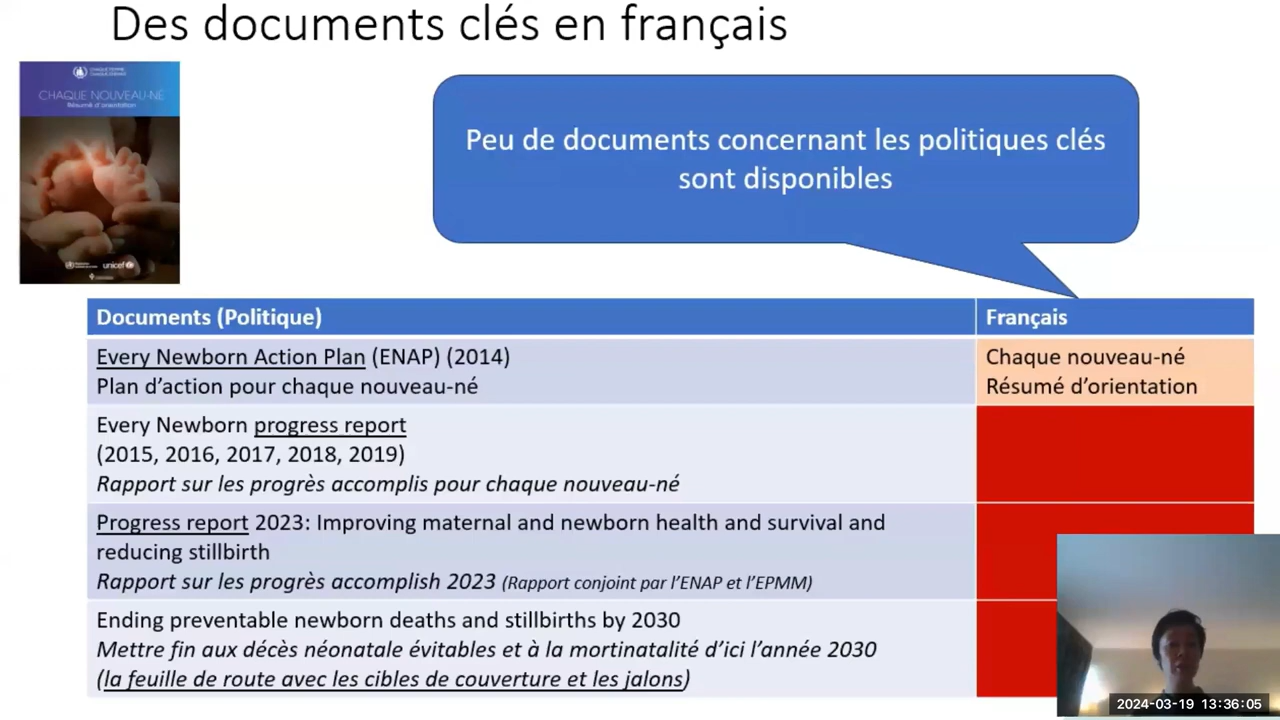 Des documents clés en français
CHAQUE FEMME
CHAQUE ENFANT
CHAQUE NOUVEAU-NÉ
Résumé d'orientation
unicef
Peu de documents concernant les politiques clés
sont disponibles
Documents (Politique)
Français
Every Newborn Action Plan (ENAP) (2014)
Plan d'action pour chaque nouveau-né
Chaque nouveau-né
Résumé d'orientation
Every Newborn progress report
(2015, 2016, 2017, 2018, 2019)
Rapport sur les progrès accomplis pour chaque nouveau-né
Progress report 2023: Improving maternal and newborn health and survival and
reducing stillbirth
Rapport sur les progrès accomplish 2023 (Rapport conjoint par l'ENAP et l'EPMM)
Ending preventable newborn deaths and stillbirths by 2030
Mettre fin aux décès néonatale évitables et à la mortinatalité d'ici l'année 2030
(la feuille de route avec les cibles de couverture et les jalons)
2024-03-19 13:36:05